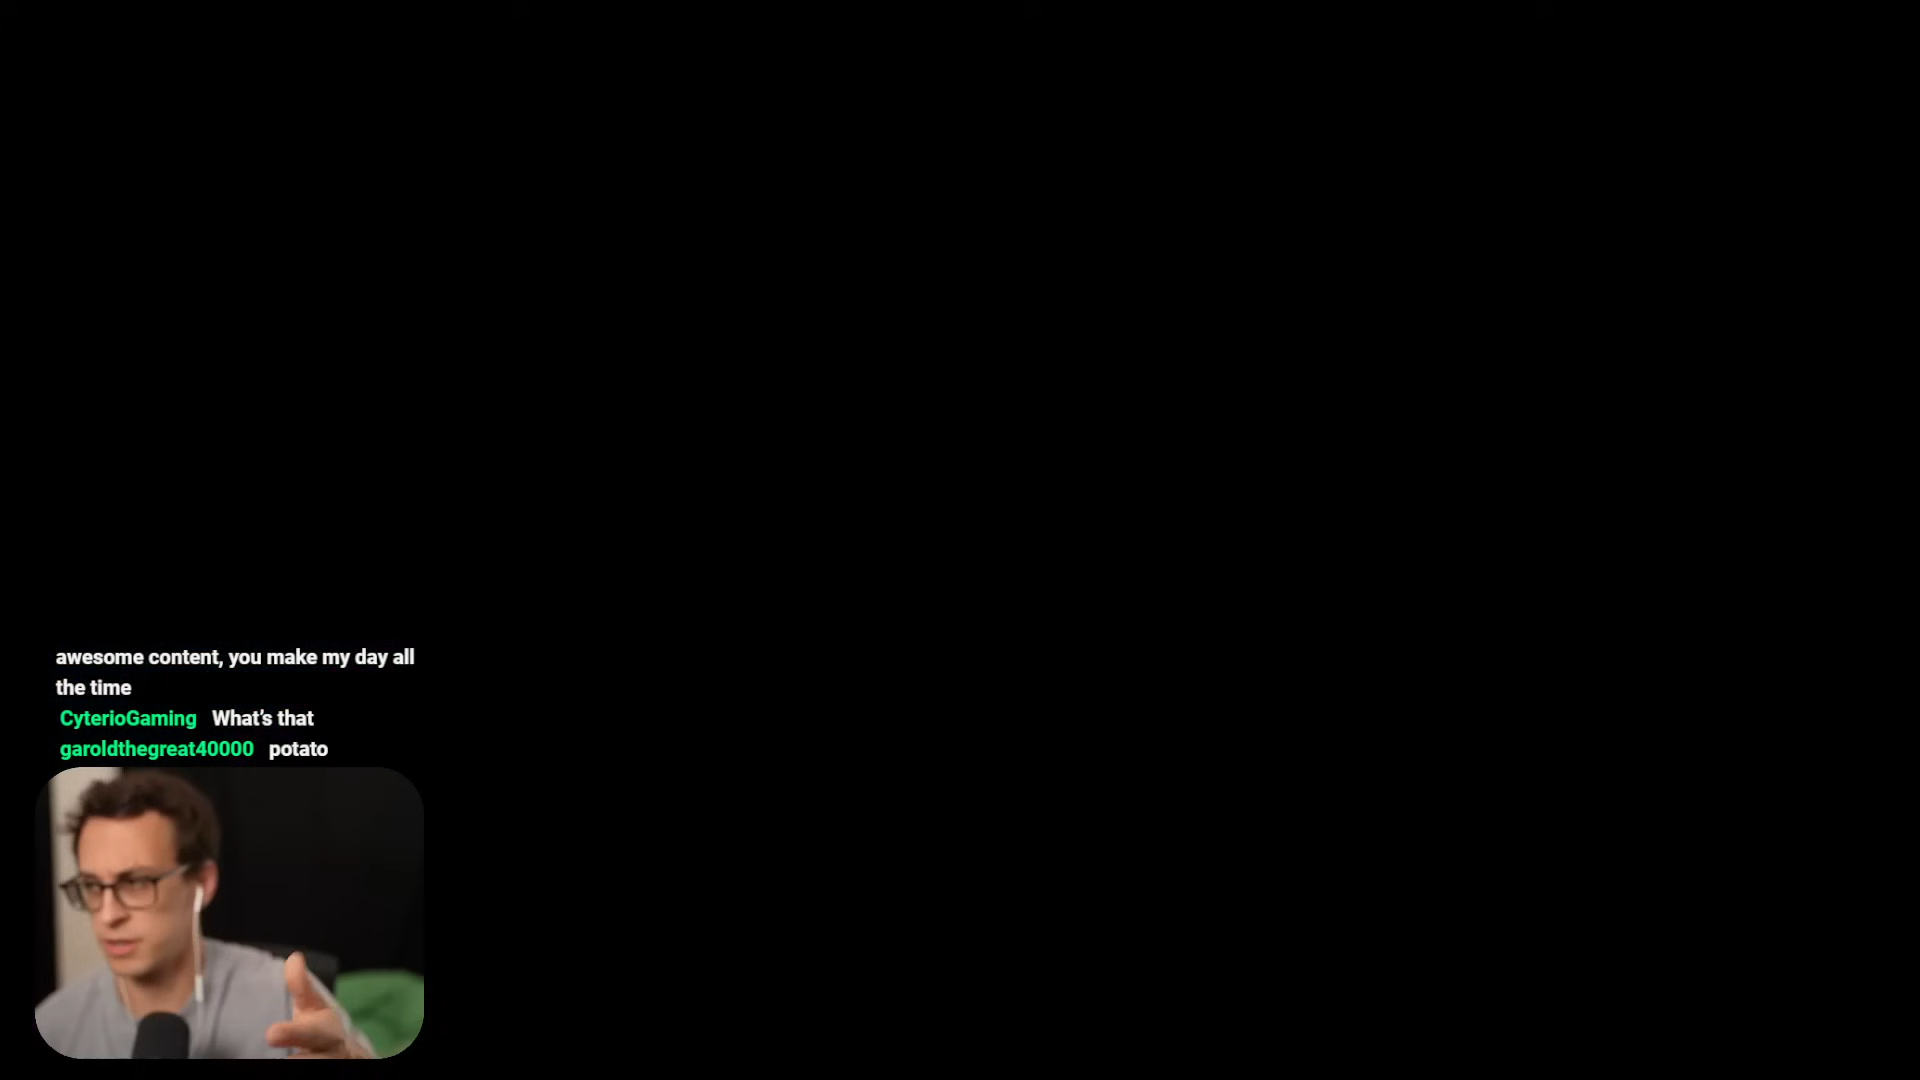 awesome content, you make my day all
the time
CyterioGaming What's that
garoldthegreat40000 potato